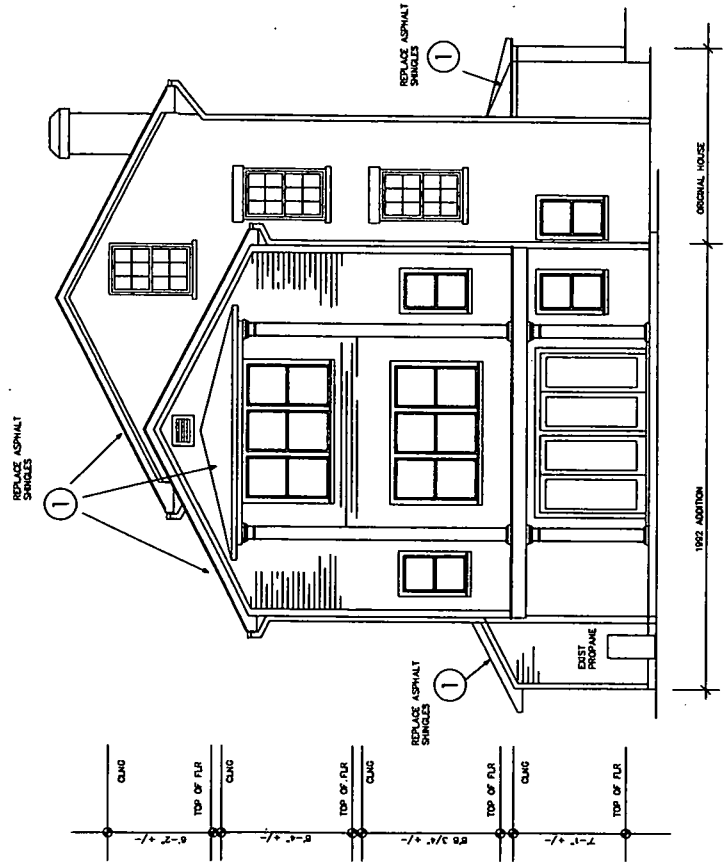 REPLACE ASPHALT
SHINGLES
1
REPLACE ASPHALT
SHINGLES
1
REPLACE ASPHALT
SHINGLES
1
EXIST
PROPANE
1992 ADDITION
ORIGINAL HOUSE
CLNG
6'-2" +/-
TOP OF FLR
CLNG
8'-4" +/-
TOP OF FLR
CLNG
8'8 3/4" +/-
TOP OF FLR
CLNG
7'-1" +/-
TOP OF FLR